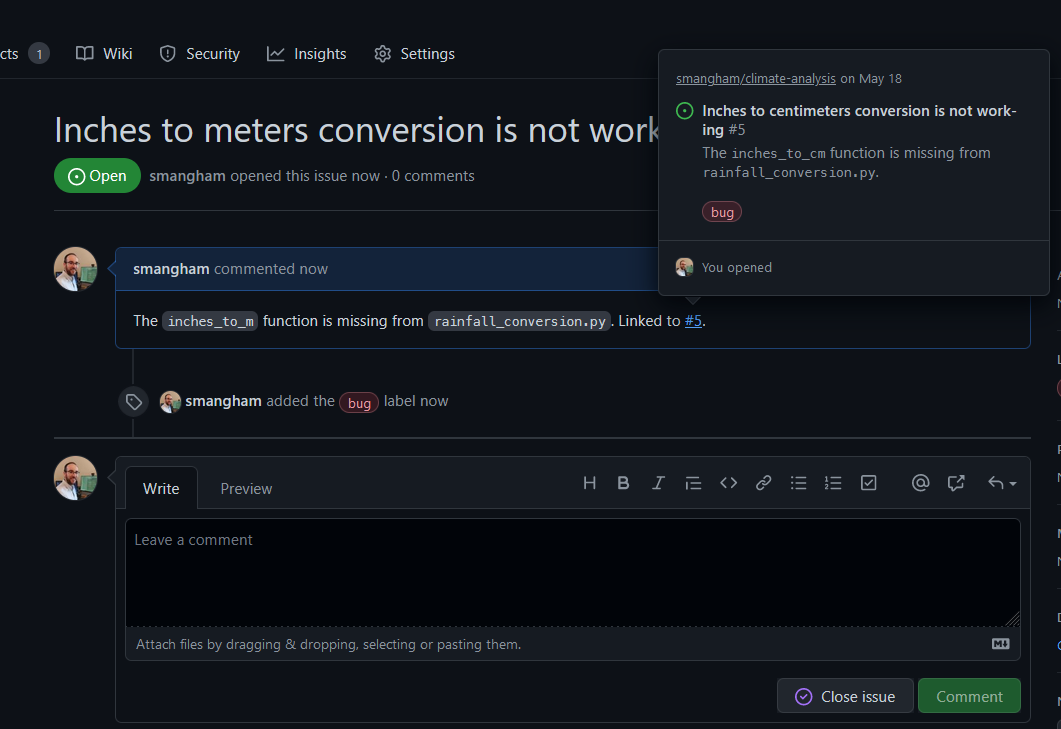 cts 1 Wiki Security Insights Settings
smangham/climate-analysis on May 18
Inches to centimeters conversion is not work-
ing #5
The inches_to_cm function is missing from
rainfall_conversion.py.
bug
You opened
Inches to meters conversion is not work
Open smangham opened this issue now · 0 comments
smangham commented now
The inches_to_m function is missing from rainfall_conversion.py. Linked to #5.
smangham added the bug label now
Write Preview
Leave a comment
Attach files by dragging & dropping, selecting or pasting them.
Close issue Comment